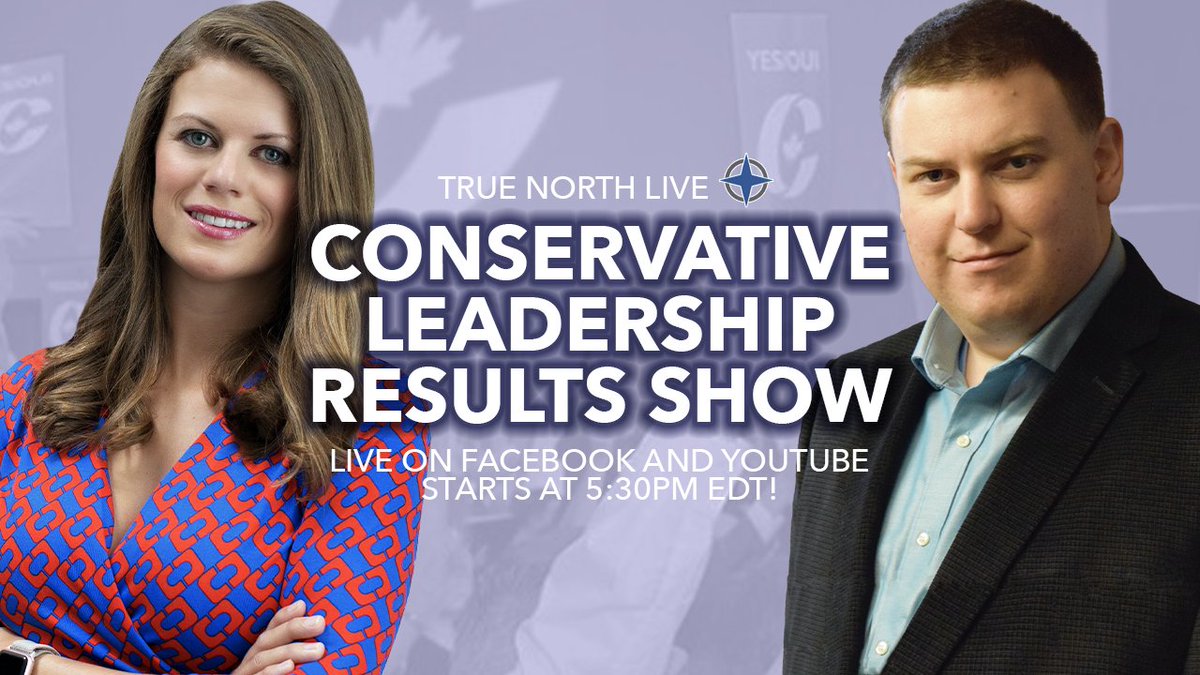 YES/OUI
TRUE NORTH LIVE
CONSERVATIVE
LEADERSHIP
RESULTS SHOW
LIVE ON FACEBOOK AND YOUTUBE
STARTS AT 5:30PM EDT!